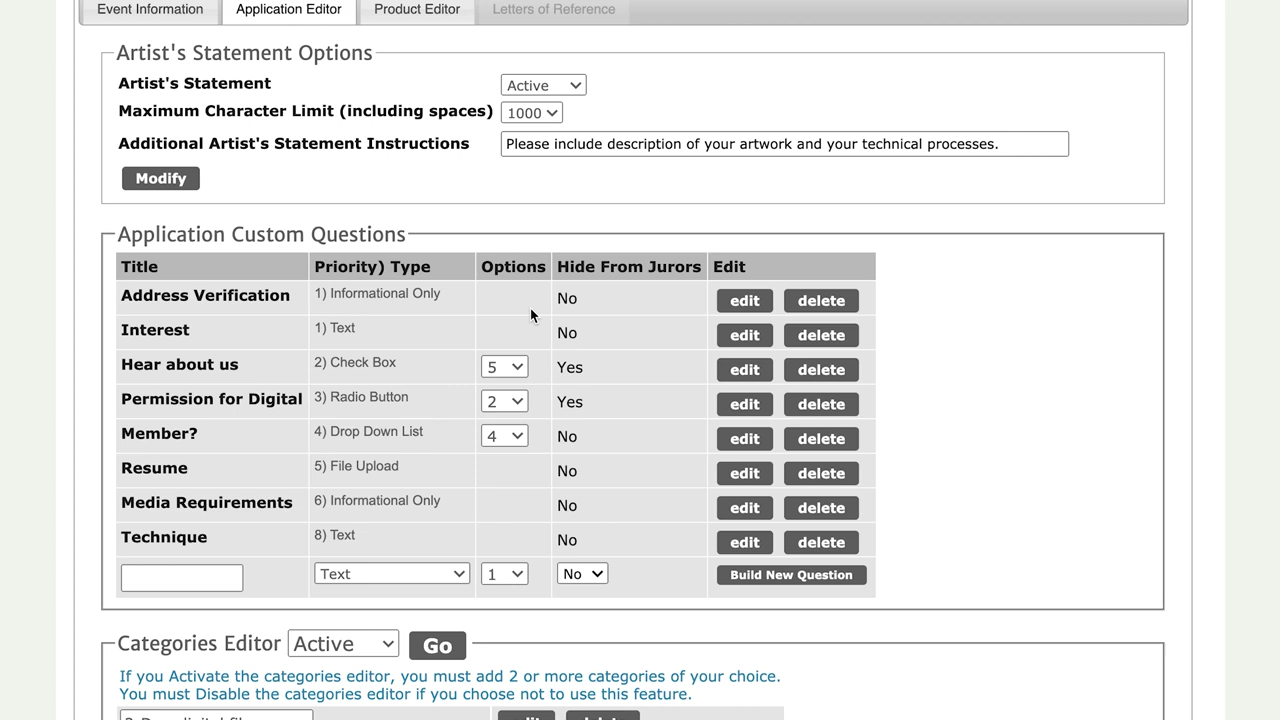 Event Information Application Editor Product Editor Letters of Reference
Artist's Statement Options
Artist's Statement Active
Maximum Character Limit (including spaces) 1000
Additional Artist's Statement Instructions Please include description of your artwork and your technical processes.
Modify
Application Custom Questions
Title Priority) Type Options Hide From Jurors Edit
Address Verification 1) Informational Only No edit delete
Interest 1) Text No edit delete
Hear about us 2) Check Box 5 Yes edit delete
Permission for Digital 3) Radio Button 2 Yes edit delete
Member? 4) Drop Down List 4 No edit delete
Resume 5) File Upload No edit delete
Media Requirements 6) Informational Only No edit delete
Technique 8) Text No edit delete
Text 1 No Build New Question
Categories Editor Active Go
If you Activate the categories editor, you must add 2 or more categories of your choice.
You must Disable the categories editor if you choose not to use this feature.